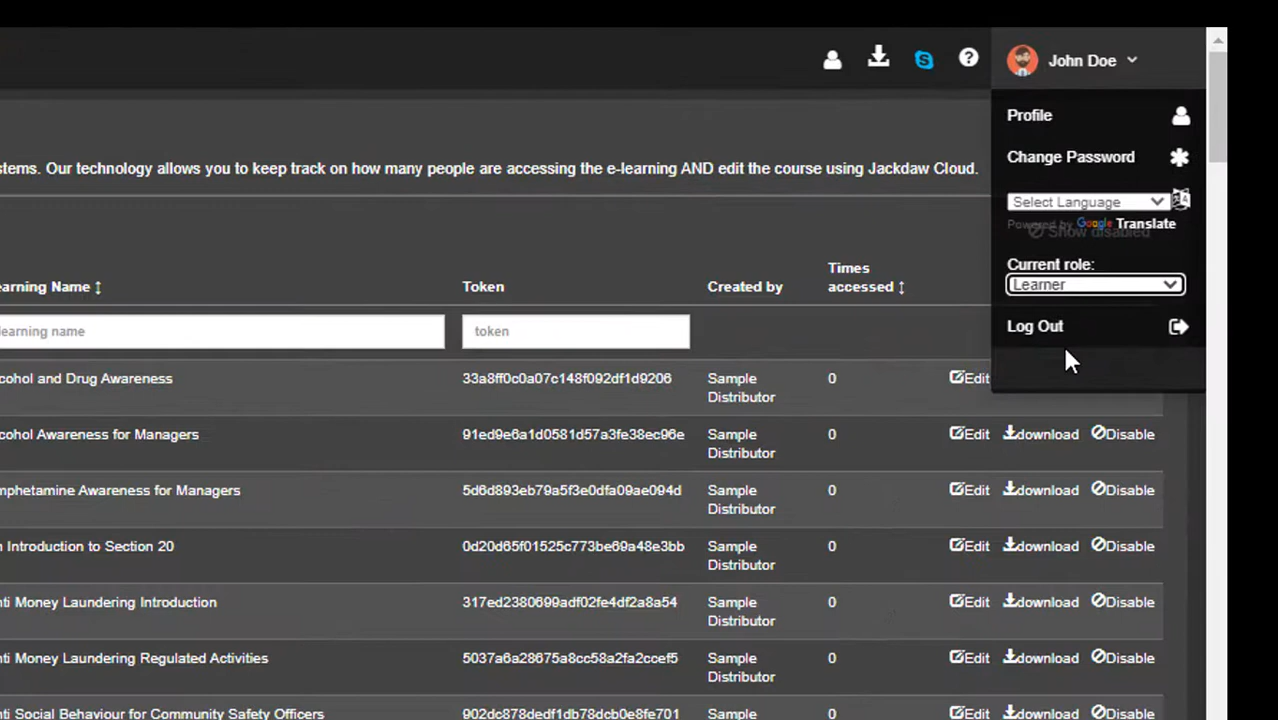 John Doe
Profile
Change Password
stems. Our technology allows you to keep track on how many people are accessing the e-learning AND edit the course using Jackdaw Cloud.
Select Language
Powered by Google Translate
Show disabled
Current role:
Learner
Log Out
earning Name
Token
Created by
Times accessed
learning name
token
cohol and Drug Awareness 33a8ff0c0a07c148f092df1d9206 Sample Distributor 0 Edit
cohol Awareness for Managers 91ed9e6a1d0581d57a3fe38ec96e Sample Distributor 0 Edit download Disable
mphetamine Awareness for Managers 5d6d893eb79a5f3e0dfa09ae094d Sample Distributor 0 Edit download Disable
n Introduction to Section 20 0d20d65f01525c773be69a48e3bb Sample Distributor 0 Edit download Disable
nti Money Laundering Introduction 317ed2380699adf02fe4df2a8a54 Sample Distributor 0 Edit download Disable
nti Money Laundering Regulated Activities 5037a6a28675a8cc58a2fa2ccef5 Sample Distributor 0 Edit download Disable
nti Social Behaviour for Community Safety Officers 902dc878dedf1db78dcb0e8fe701 Sample Edit download Disable